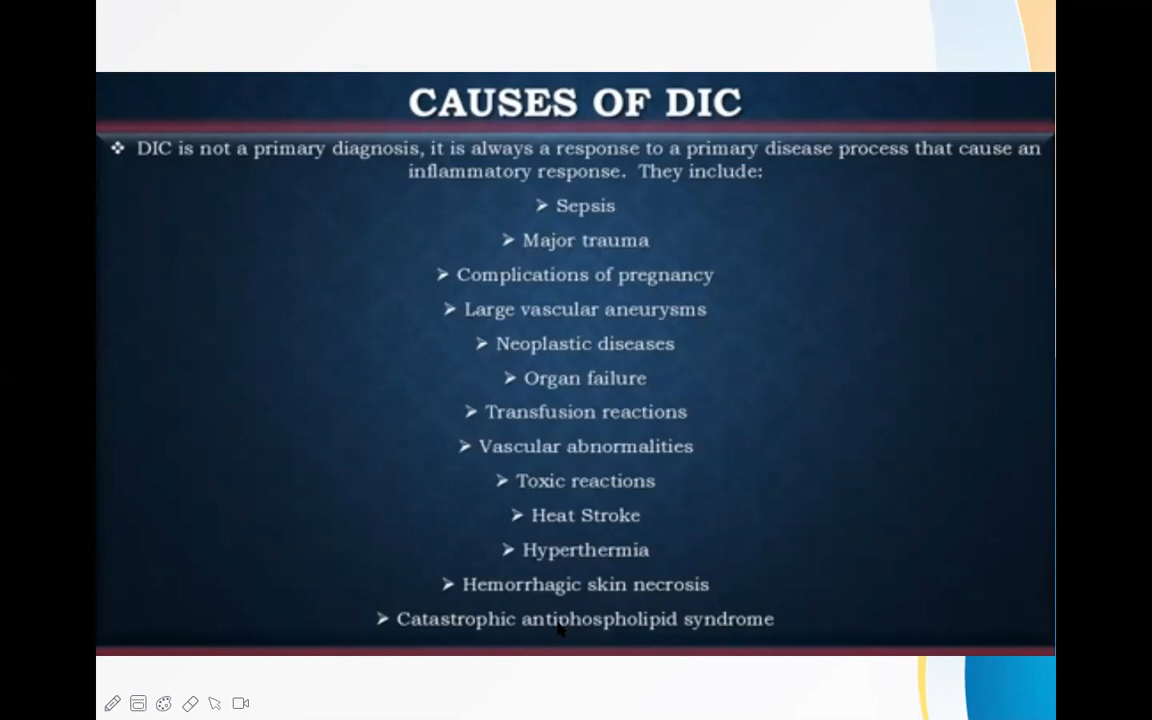 CAUSES OF DIC
❖ DIC is not a primary diagnosis, it is always a response to a primary disease process that cause an
inflammatory response. They include:
➢ Sepsis
➢ Major trauma
➢ Complications of pregnancy
➢ Large vascular aneurysms
➢ Neoplastic diseases
➢ Organ failure
➢ Transfusion reactions
➢ Vascular abnormalities
➢ Toxic reactions
➢ Heat Stroke
➢ Hyperthermia
➢ Hemorrhagic skin necrosis
➢ Catastrophic antiphospholipid syndrome